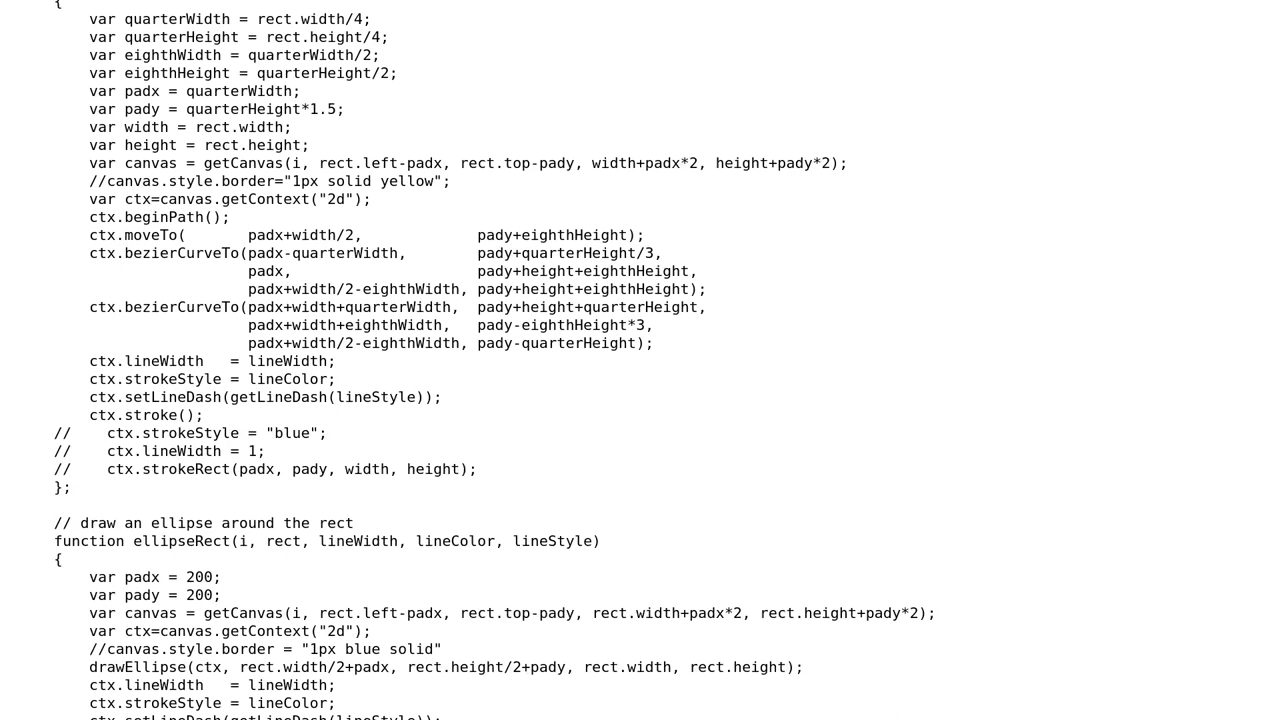 {
    var quarterWidth = rect.width/4;
    var quarterHeight = rect.height/4;
    var eighthWidth = quarterWidth/2;
    var eighthHeight = quarterHeight/2;
    var padx = quarterWidth;
    var pady = quarterHeight*1.5;
    var width = rect.width;
    var height = rect.height;
    var canvas = getCanvas(i, rect.left-padx, rect.top-pady, width+padx*2, height+pady*2);
    //canvas.style.border="1px solid yellow";
    var ctx=canvas.getContext("2d");
    ctx.beginPath();
    ctx.moveTo(       padx+width/2,             pady+eighthHeight);
    ctx.bezierCurveTo(padx-quarterWidth,        pady+quarterHeight/3,
                      padx,                     pady+height+eighthHeight,
                      padx+width/2-eighthWidth, pady+height+eighthHeight);
    ctx.bezierCurveTo(padx+width+quarterWidth,  pady+height+quarterHeight,
                      padx+width+eighthWidth,   pady-eighthHeight*3,
                      padx+width/2-eighthWidth, pady-quarterHeight);
    ctx.lineWidth   = lineWidth;
    ctx.strokeStyle = lineColor;
    ctx.setLineDash(getLineDash(lineStyle));
    ctx.stroke();
//    ctx.strokeStyle = "blue";
//    ctx.lineWidth = 1;
//    ctx.strokeRect(padx, pady, width, height);
};

// draw an ellipse around the rect
function ellipseRect(i, rect, lineWidth, lineColor, lineStyle)
{
    var padx = 200;
    var pady = 200;
    var canvas = getCanvas(i, rect.left-padx, rect.top-pady, rect.width+padx*2, rect.height+pady*2);
    var ctx=canvas.getContext("2d");
    //canvas.style.border = "1px blue solid"
    drawEllipse(ctx, rect.width/2+padx, rect.height/2+pady, rect.width, rect.height);
    ctx.lineWidth   = lineWidth;
    ctx.strokeStyle = lineColor;
    ctx.setLineDash(getLineDash(lineStyle));